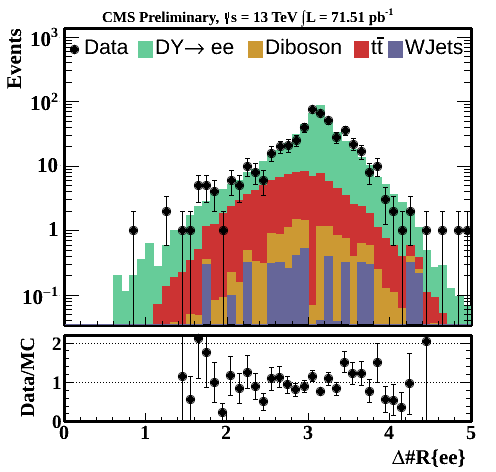 CMS Preliminary, √s = 13 TeV ∫L = 71.51 pb⁻¹
Events
Data DY→ ee Diboson tt̄ WJets
10³
10²
10
1
10⁻¹
Data/MC
2
1
0
0 1 2 3 4 5
Δ#R{ee}